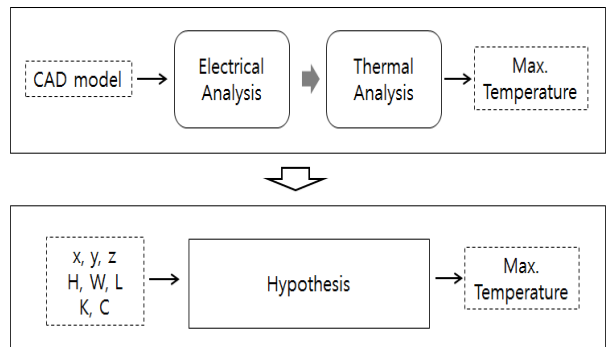 CAD model
Electrical
Analysis
Thermal
Analysis
Max.
Temperature
x, y, z
H, W, L
K, C
Hypothesis
Max.
Temperature